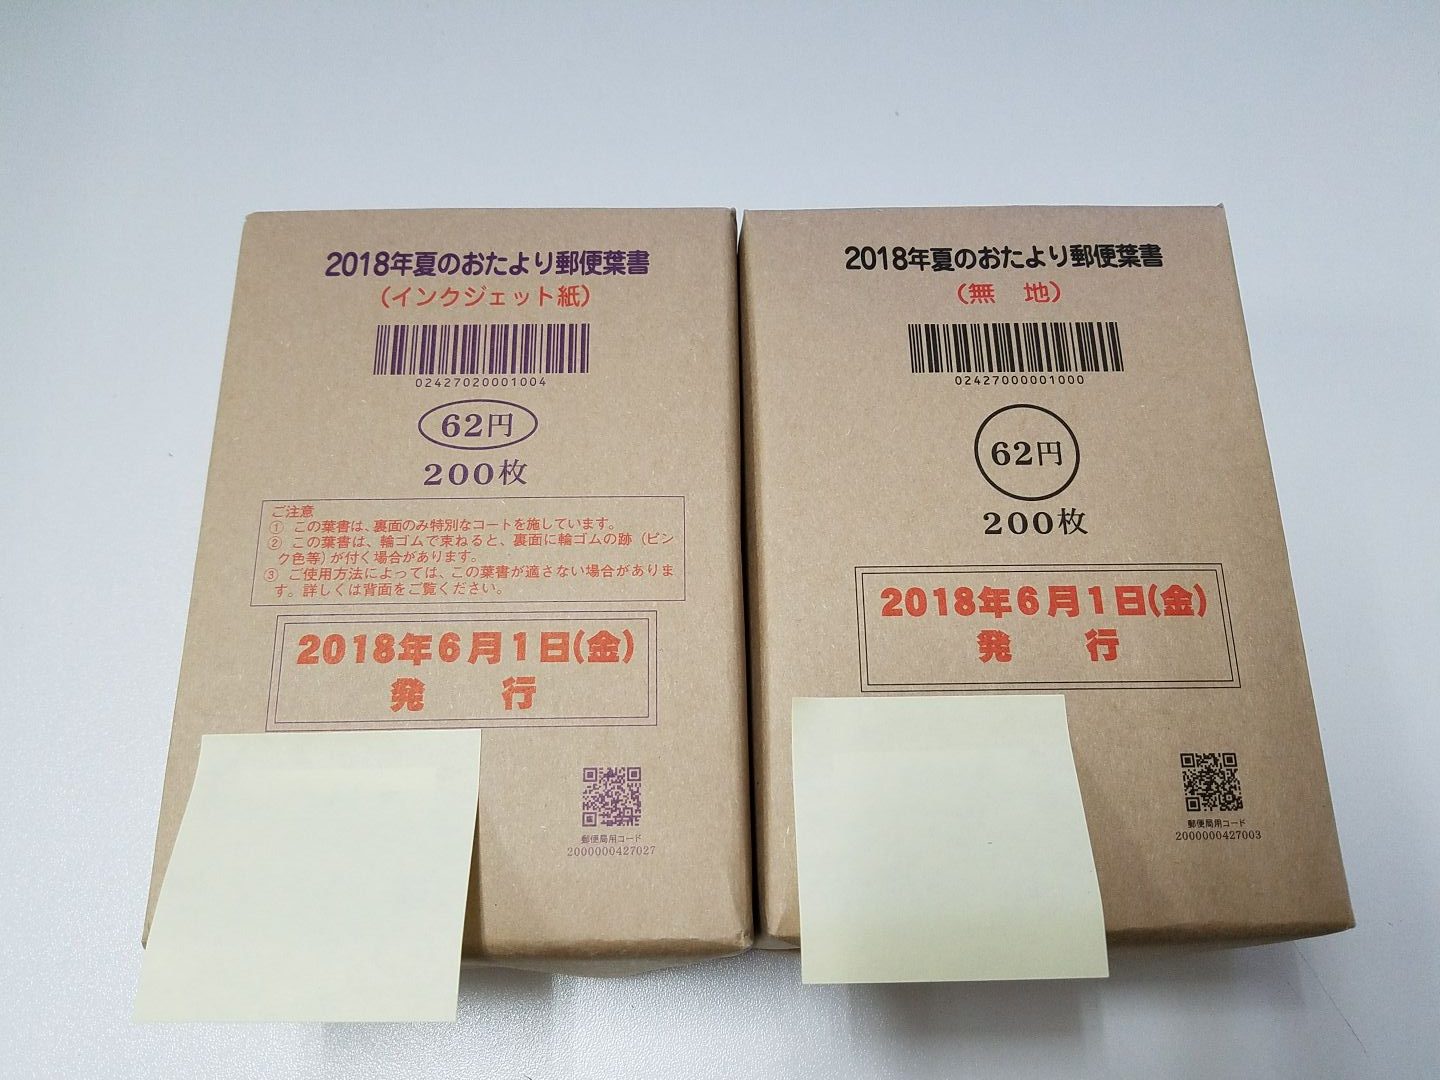 2018年夏のおたより郵便葉書
(インクジェット紙)
02427020001004
62円
200枚
ご注意
① この葉書は、裏面のみ特別なコートを施しています。
② この葉書は、輪ゴムで束ねると、裏面に輪ゴムの跡(ピン
ク色等)が付く場合があります。
③ ご使用方法によっては、この葉書が適さない場合がありま
す。詳しくは背面をご覧ください。
2018年6月1日(金)
発 行
郵便局用コード
2000000427027
2018年夏のおたより郵便葉書
(無 地)
02427000001000
62円
200枚
2018年6月1日(金)
発 行
郵便局用コード
2000000427003